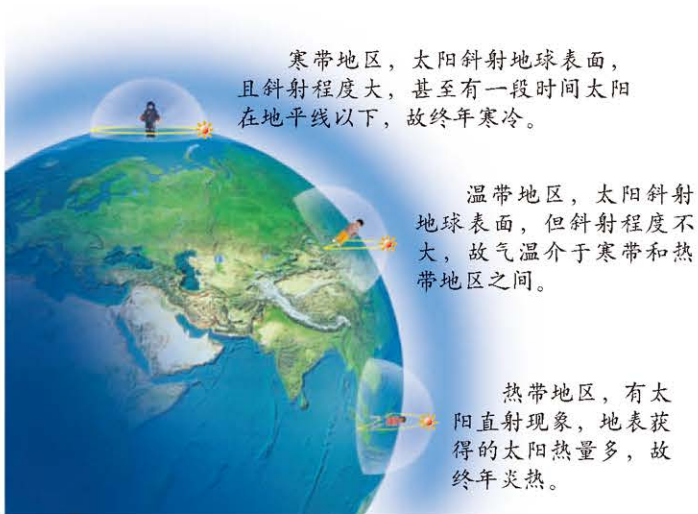 寒带地区，太阳斜射地球表面，
且斜射程度大，甚至有一段时间太阳
在地平线以下，故终年寒冷。
温带地区，太阳斜射
地球表面，但斜射程度不
大，故气温介于寒带和热
带地区之间。
热带地区，有太
阳直射现象，地表获
得的太阳热量多，故
终年炎热。